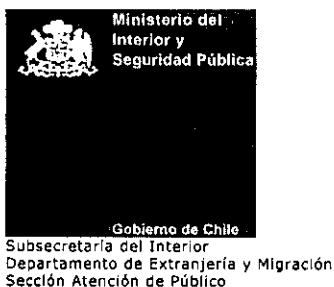 Ministerio del
Interior y
Seguridad Pública
Gobierno de Chile
Subsecretaría del Interior
Departamento de Extranjería y Migración
Sección Atención de Público